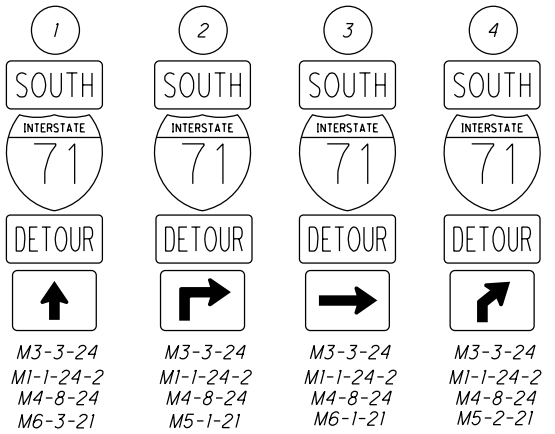 1 2 3 4
SOUTH SOUTH SOUTH SOUTH
INTERSTATE INTERSTATE INTERSTATE INTERSTATE
71 71 71 71
DETOUR DETOUR DETOUR DETOUR
M3-3-24 M3-3-24 M3-3-24 M3-3-24
M1-1-24-2 M1-1-24-2 M1-1-24-2 M1-1-24-2
M4-8-24 M4-8-24 M4-8-24 M4-8-24
M6-3-21 M5-1-21 M6-1-21 M5-2-21